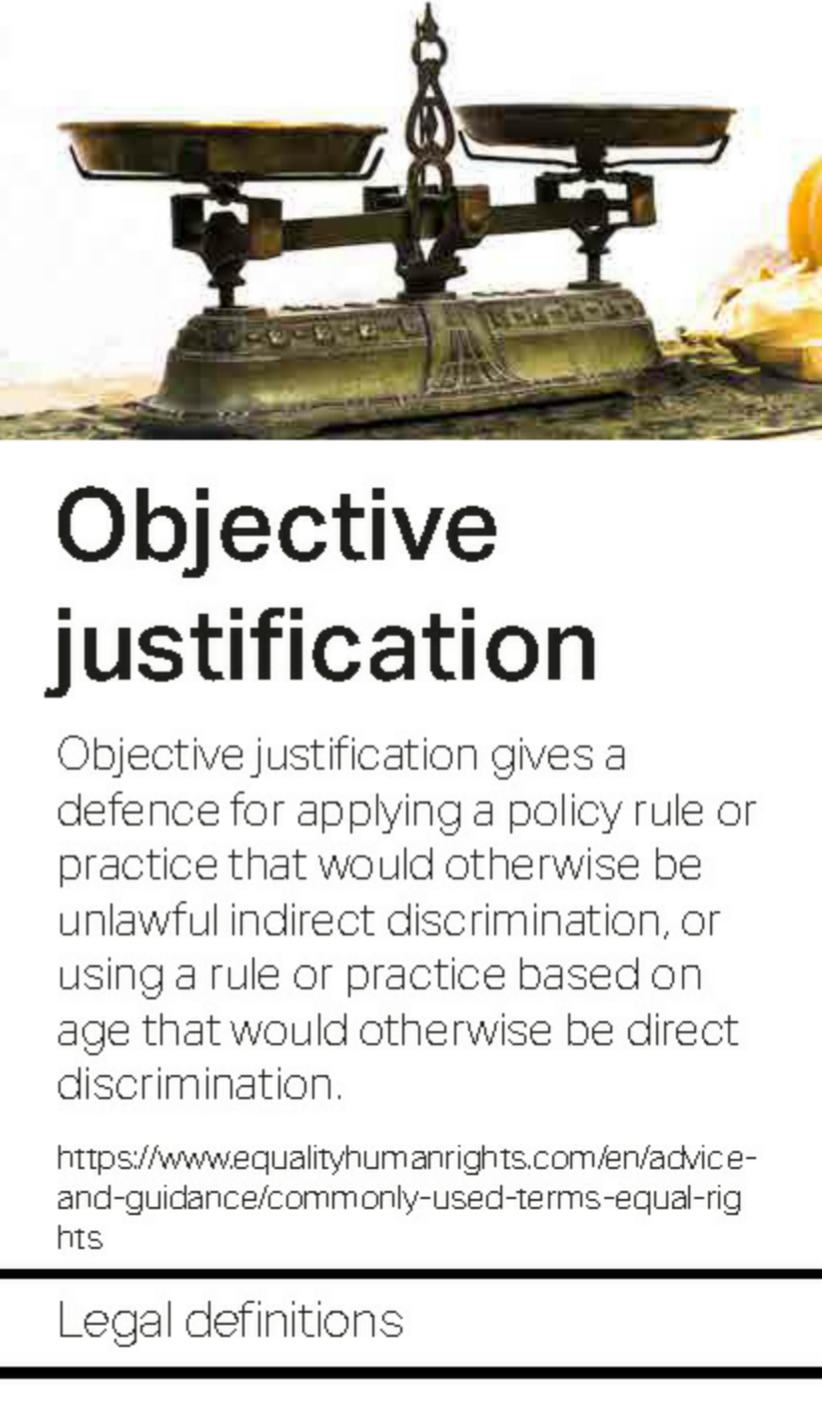 Objective
justification
Objective justification gives a
defence for applying a policy rule or
practice that would otherwise be
unlawful indirect discrimination, or
using a rule or practice based on
age that would otherwise be direct
discrimination.
https://www.equalityhumanrights.com/en/advice-
and-guidance/commonly-used-terms-equal-rig
hts
Legal definitions